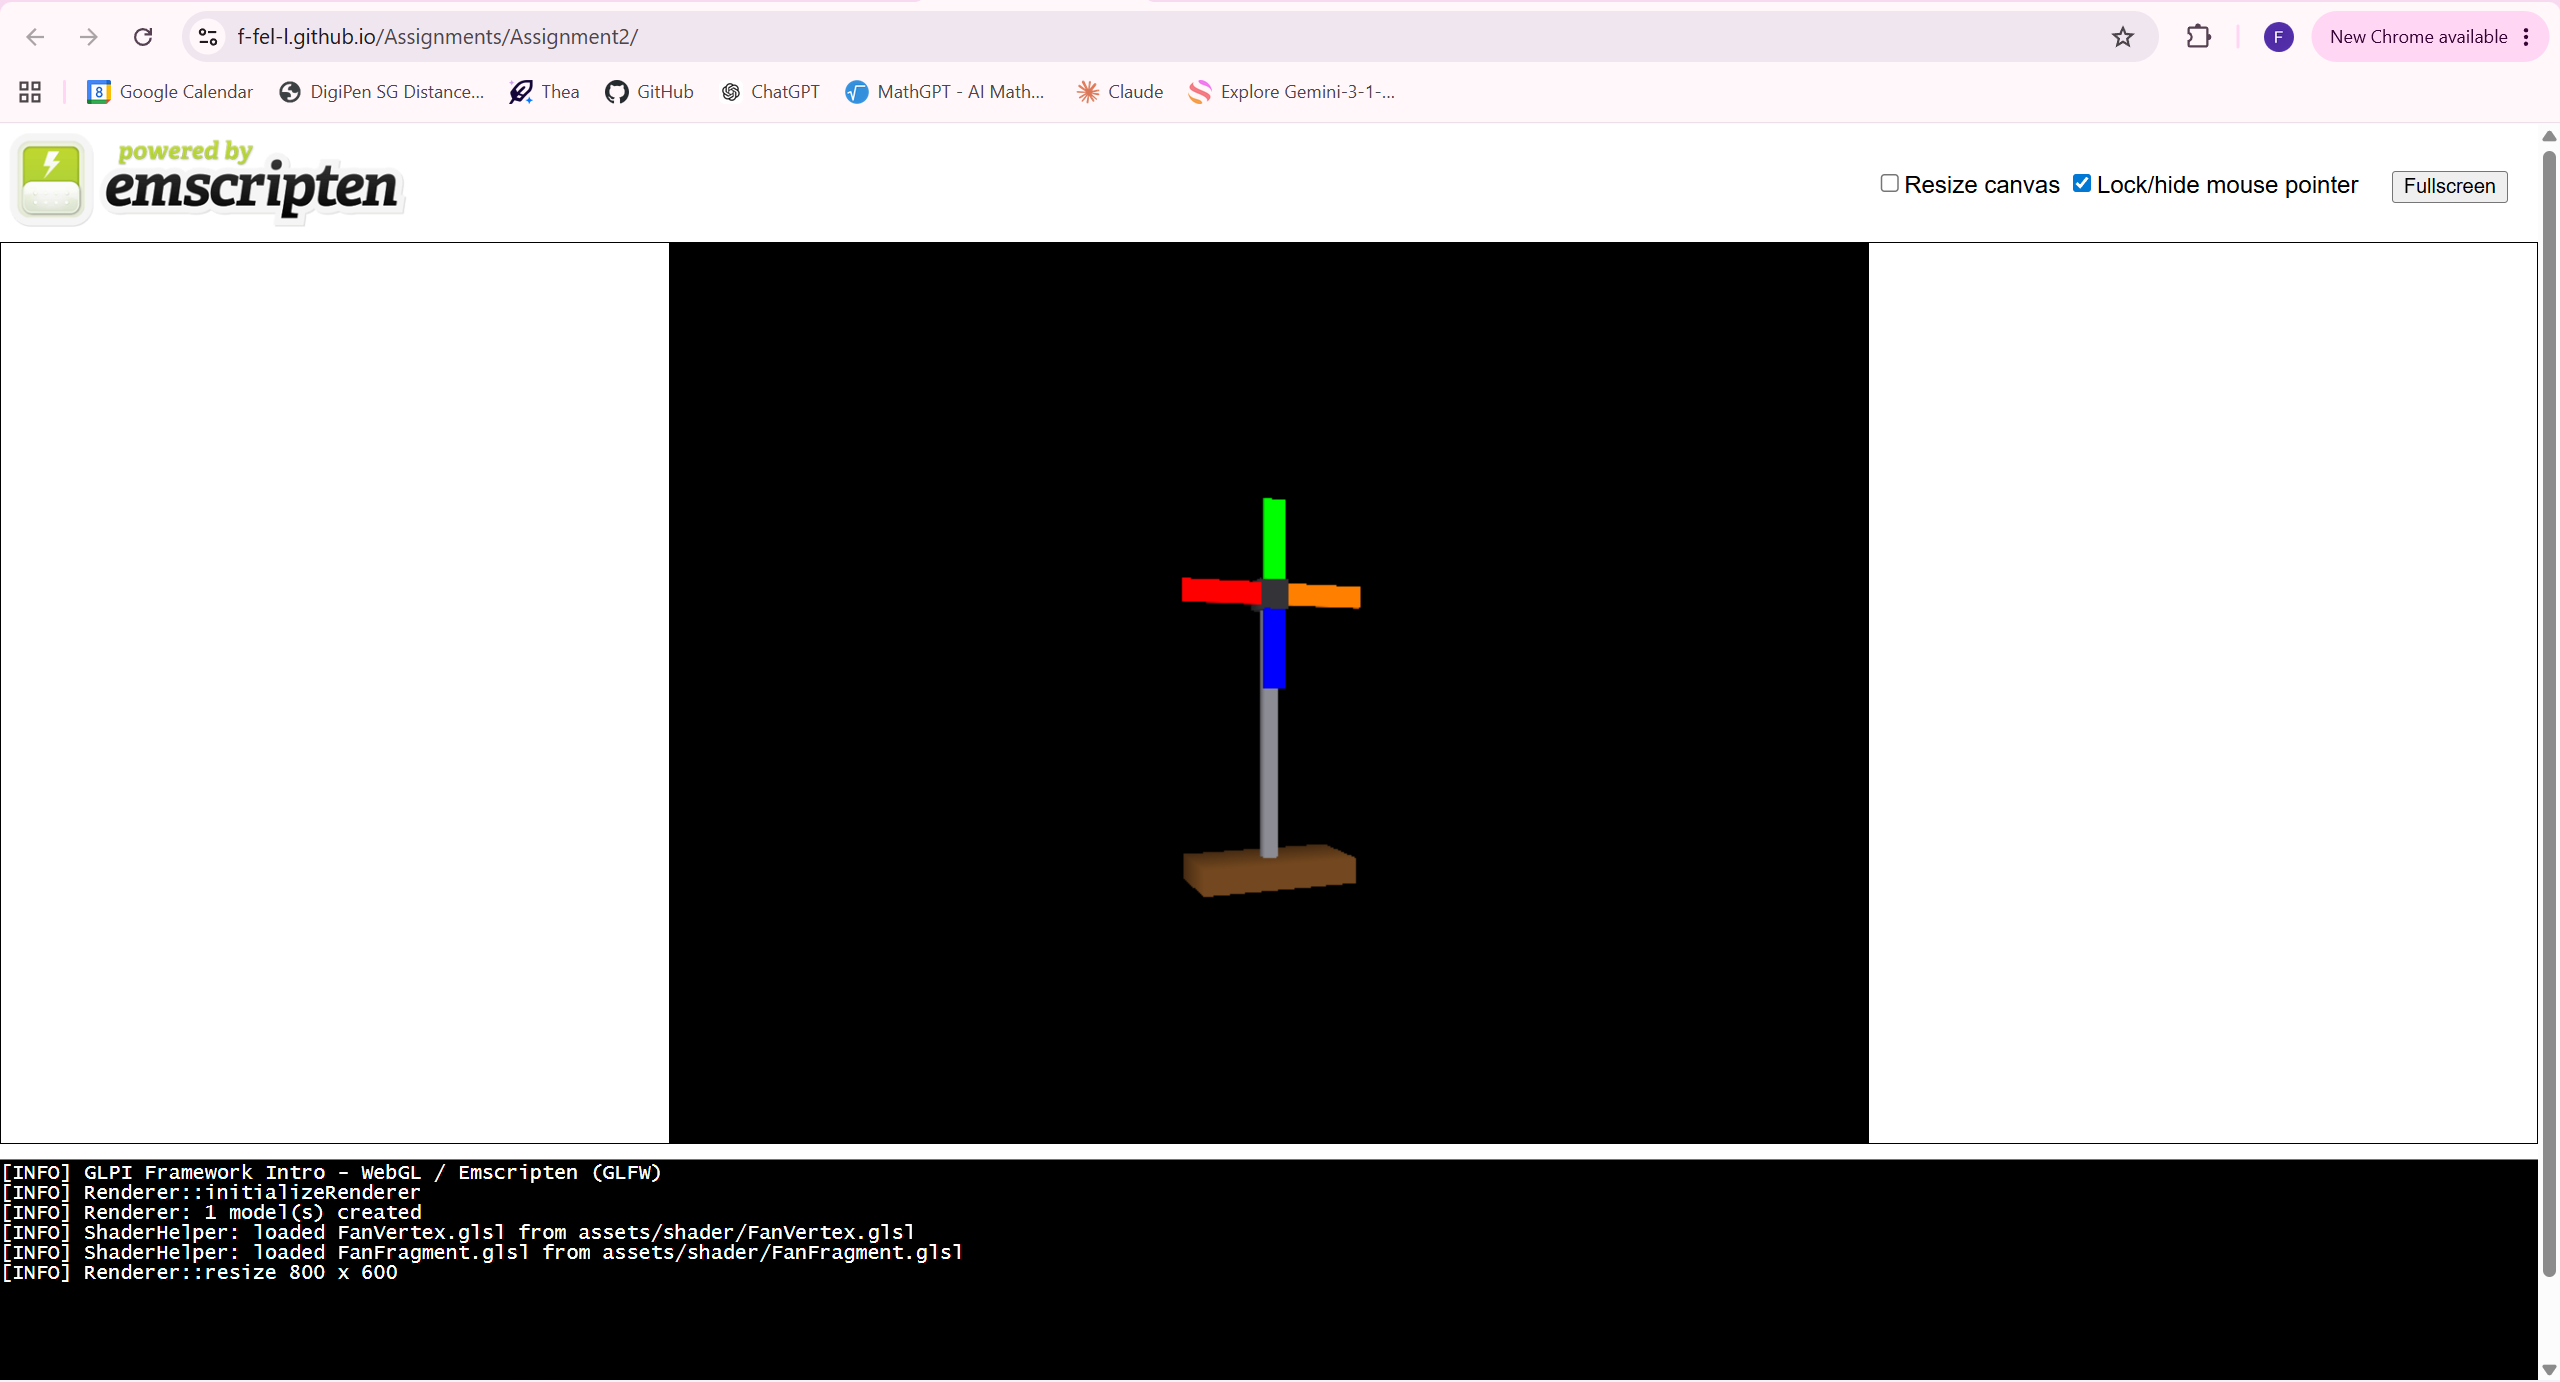 f-fel-l.github.io/Assignments/Assignment2/
F
New Chrome available
8 Google Calendar
DigiPen SG Distance...
Thea
GitHub
ChatGPT
MathGPT - AI Math...
Claude
Explore Gemini-3-1-...
powered by
emscripten
Resize canvas
Lock/hide mouse pointer
Fullscreen
[INFO] GLPI Framework Intro - WebGL / Emscripten (GLFW)
[INFO] Renderer::initializeRenderer
[INFO] Renderer: 1 model(s) created
[INFO] ShaderHelper: loaded FanVertex.glsl from assets/shader/FanVertex.glsl
[INFO] ShaderHelper: loaded FanFragment.glsl from assets/shader/FanFragment.glsl
[INFO] Renderer::resize 800 x 600